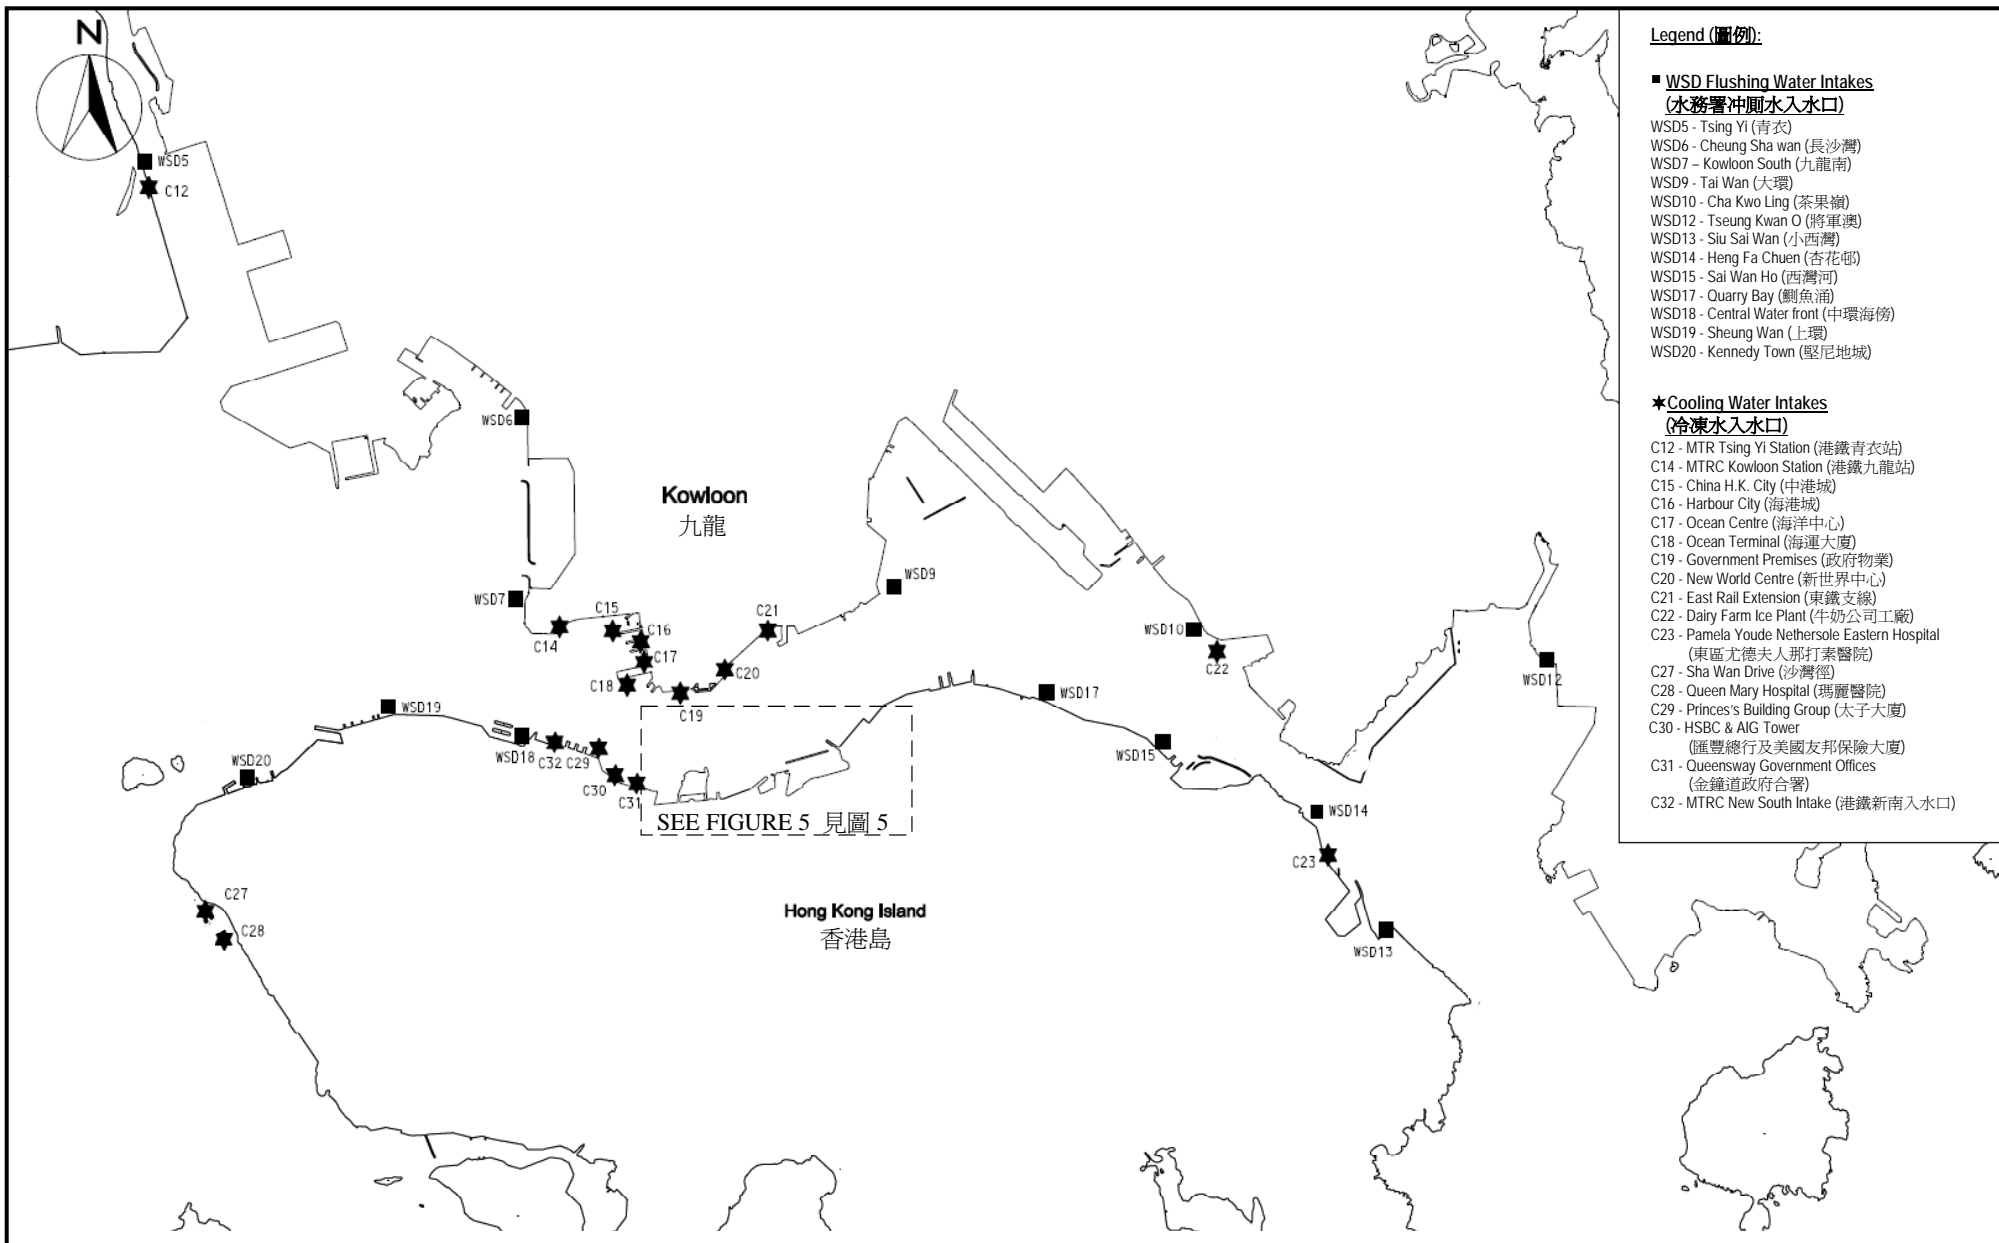 N
WSD5
C12
WSD6
Kowloon
九龍
WSD7
C14
C15
C16
C17
C18
C19
C20
C21
WSD9
WSD10
C22
WSD12
WSD17
WSD15
WSD14
C23
WSD13
WSD19
WSD20
WSD18
C32
C29
C30
C31
SEE FIGURE 5 見圖 5
C27
C28
Hong Kong Island
香港島
Legend (圖例):
■ WSD Flushing Water Intakes
(水務署冲厠水入水口)
WSD5 - Tsing Yi (青衣)
WSD6 - Cheung Sha wan (長沙灣)
WSD7 – Kowloon South (九龍南)
WSD9 - Tai Wan (大環)
WSD10 - Cha Kwo Ling (茶果嶺)
WSD12 - Tseung Kwan O (將軍澳)
WSD13 - Siu Sai Wan (小西灣)
WSD14 - Heng Fa Chuen (杏花邨)
WSD15 - Sai Wan Ho (西灣河)
WSD17 - Quarry Bay (鰂魚涌)
WSD18 - Central Water front (中環海傍)
WSD19 - Sheung Wan (上環)
WSD20 - Kennedy Town (堅尼地城)
★Cooling Water Intakes
(冷凍水入水口)
C12 - MTR Tsing Yi Station (港鐵青衣站)
C14 - MTRC Kowloon Station (港鐵九龍站)
C15 - China H.K. City (中港城)
C16 - Harbour City (海港城)
C17 - Ocean Centre (海洋中心)
C18 - Ocean Terminal (海運大廈)
C19 - Government Premises (政府物業)
C20 - New World Centre (新世界中心)
C21 - East Rail Extension (東鐵支線)
C22 - Dairy Farm Ice Plant (牛奶公司工廠)
C23 - Pamela Youde Nethersole Eastern Hospital
(東區尤德夫人那打素醫院)
C27 - Sha Wan Drive (沙灣徑)
C28 - Queen Mary Hospital (瑪麗醫院)
C29 - Princes's Building Group (太子大廈)
C30 - HSBC & AIG Tower
(匯豐總行及美國友邦保險大廈)
C31 - Queensway Government Offices
(金鐘道政府合署)
C32 - MTRC New South Intake (港鐵新南入水口)